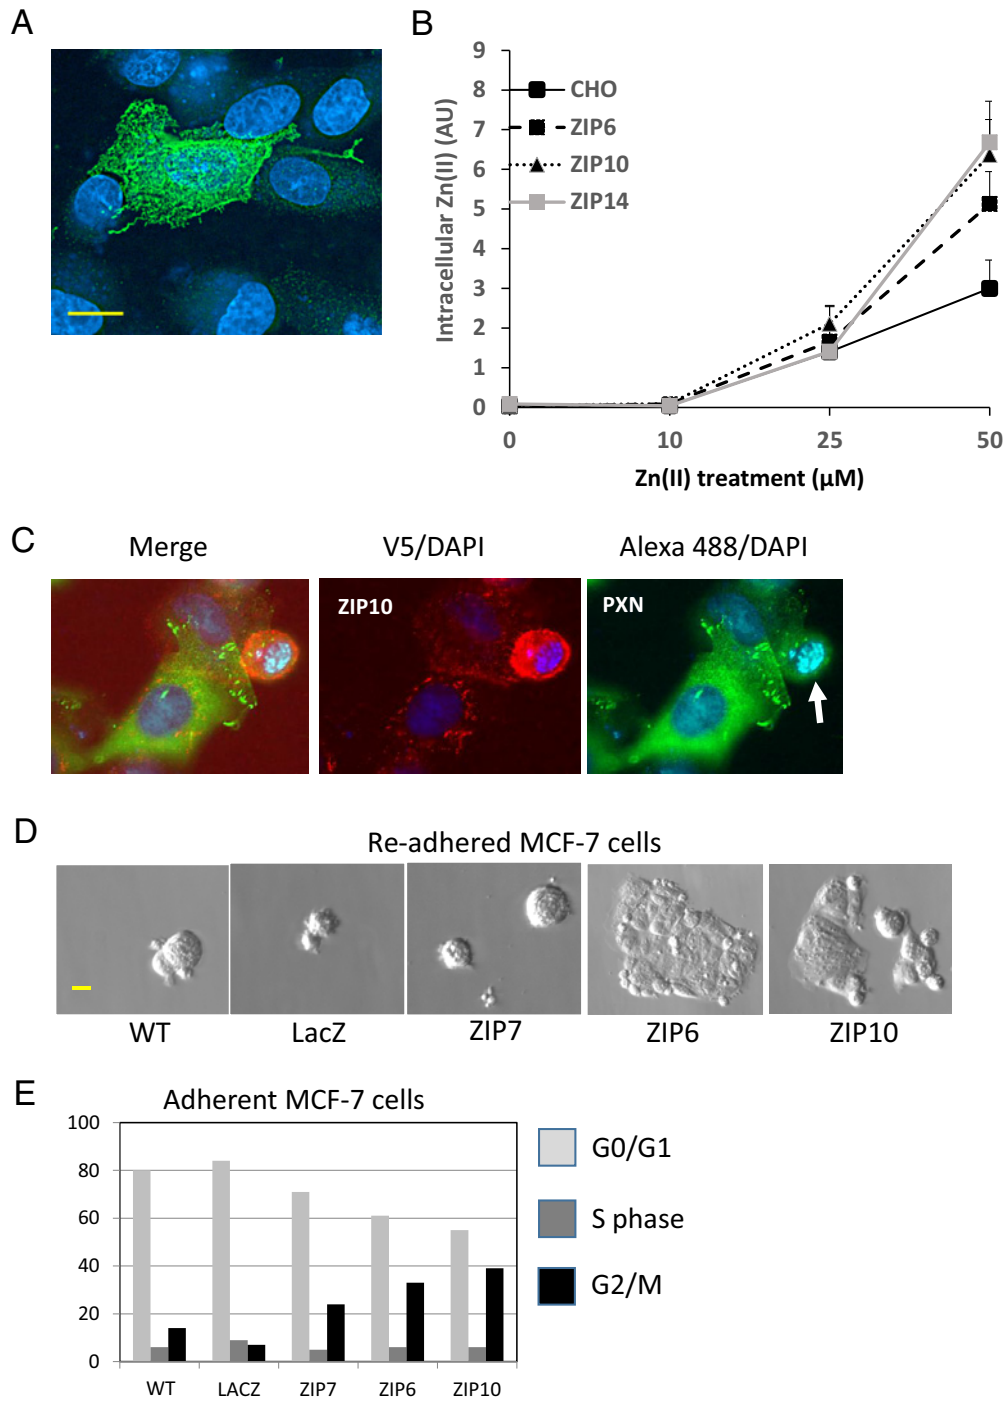 A
B
9
8
7
6
5
4
3
2
1
0
Intracellular Zn(II) (AU)
CHO
ZIP6
ZIP10
ZIP14
0
10
25
50
Zn(II) treatment (µM)
C
Merge
V5/DAPI
Alexa 488/DAPI
ZIP10
PXN
D
Re-adhered MCF-7 cells
WT
LacZ
ZIP7
ZIP6
ZIP10
E
Adherent MCF-7 cells
100
80
60
40
20
0
WT
LACZ
ZIP7
ZIP6
ZIP10
G0/G1
S phase
G2/M